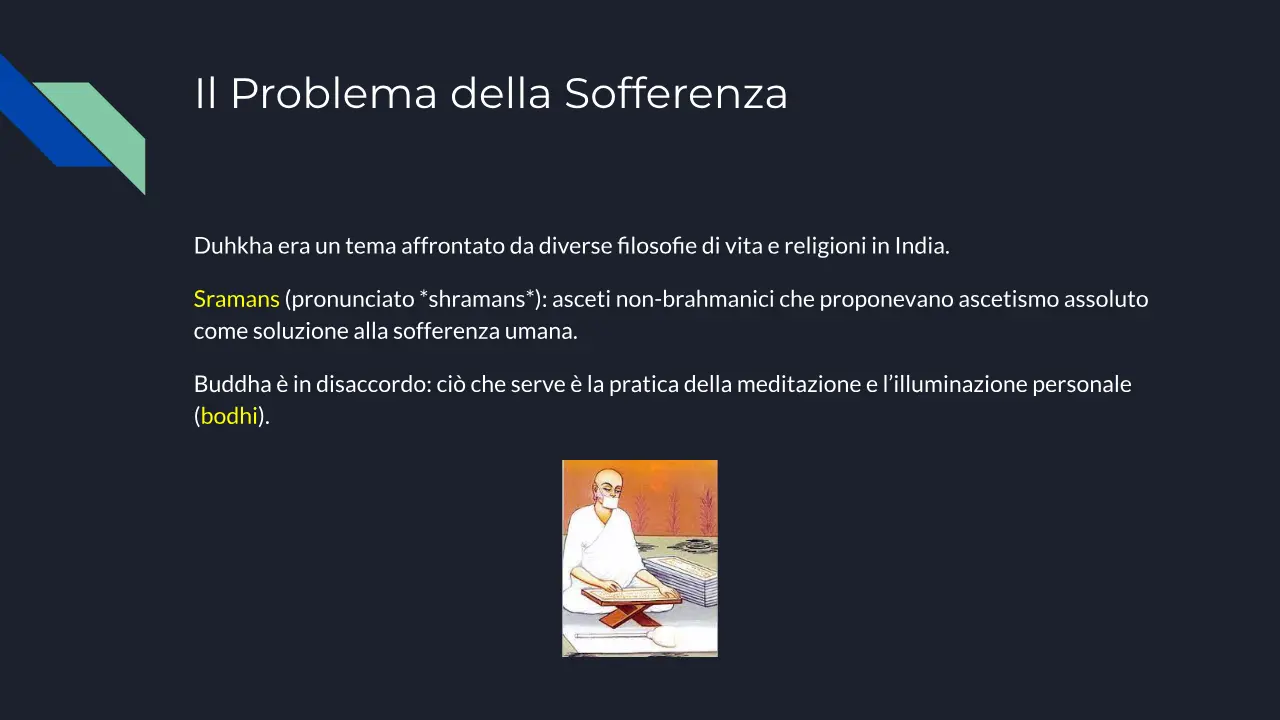 Il Problema della Sofferenza
Duhkha era un tema affrontato da diverse filosofie di vita e religioni in India.
Sramans (pronunciato *shramans*): asceti non-brahmanici che proponevano ascetismo assoluto
come soluzione alla sofferenza umana.
Buddha è in disaccordo: ciò che serve è la pratica della meditazione e l’illuminazione personale
(bodhi).